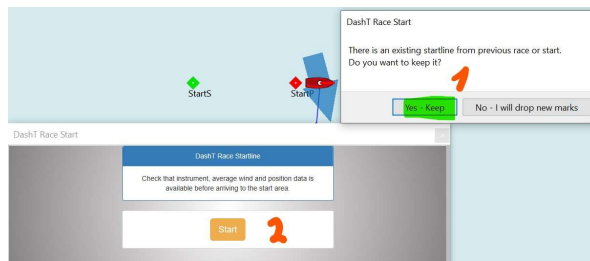 DashT Race Start
There is an existing startline from previous race or start.
Do you want to keep it?
1
Yes - Keep
No - I will drop new marks
StartS
StartP
DashT Race Start
DashT Race Startline
Check that instrument, average wind and position data is
available before arriving to the start area.
Start
2